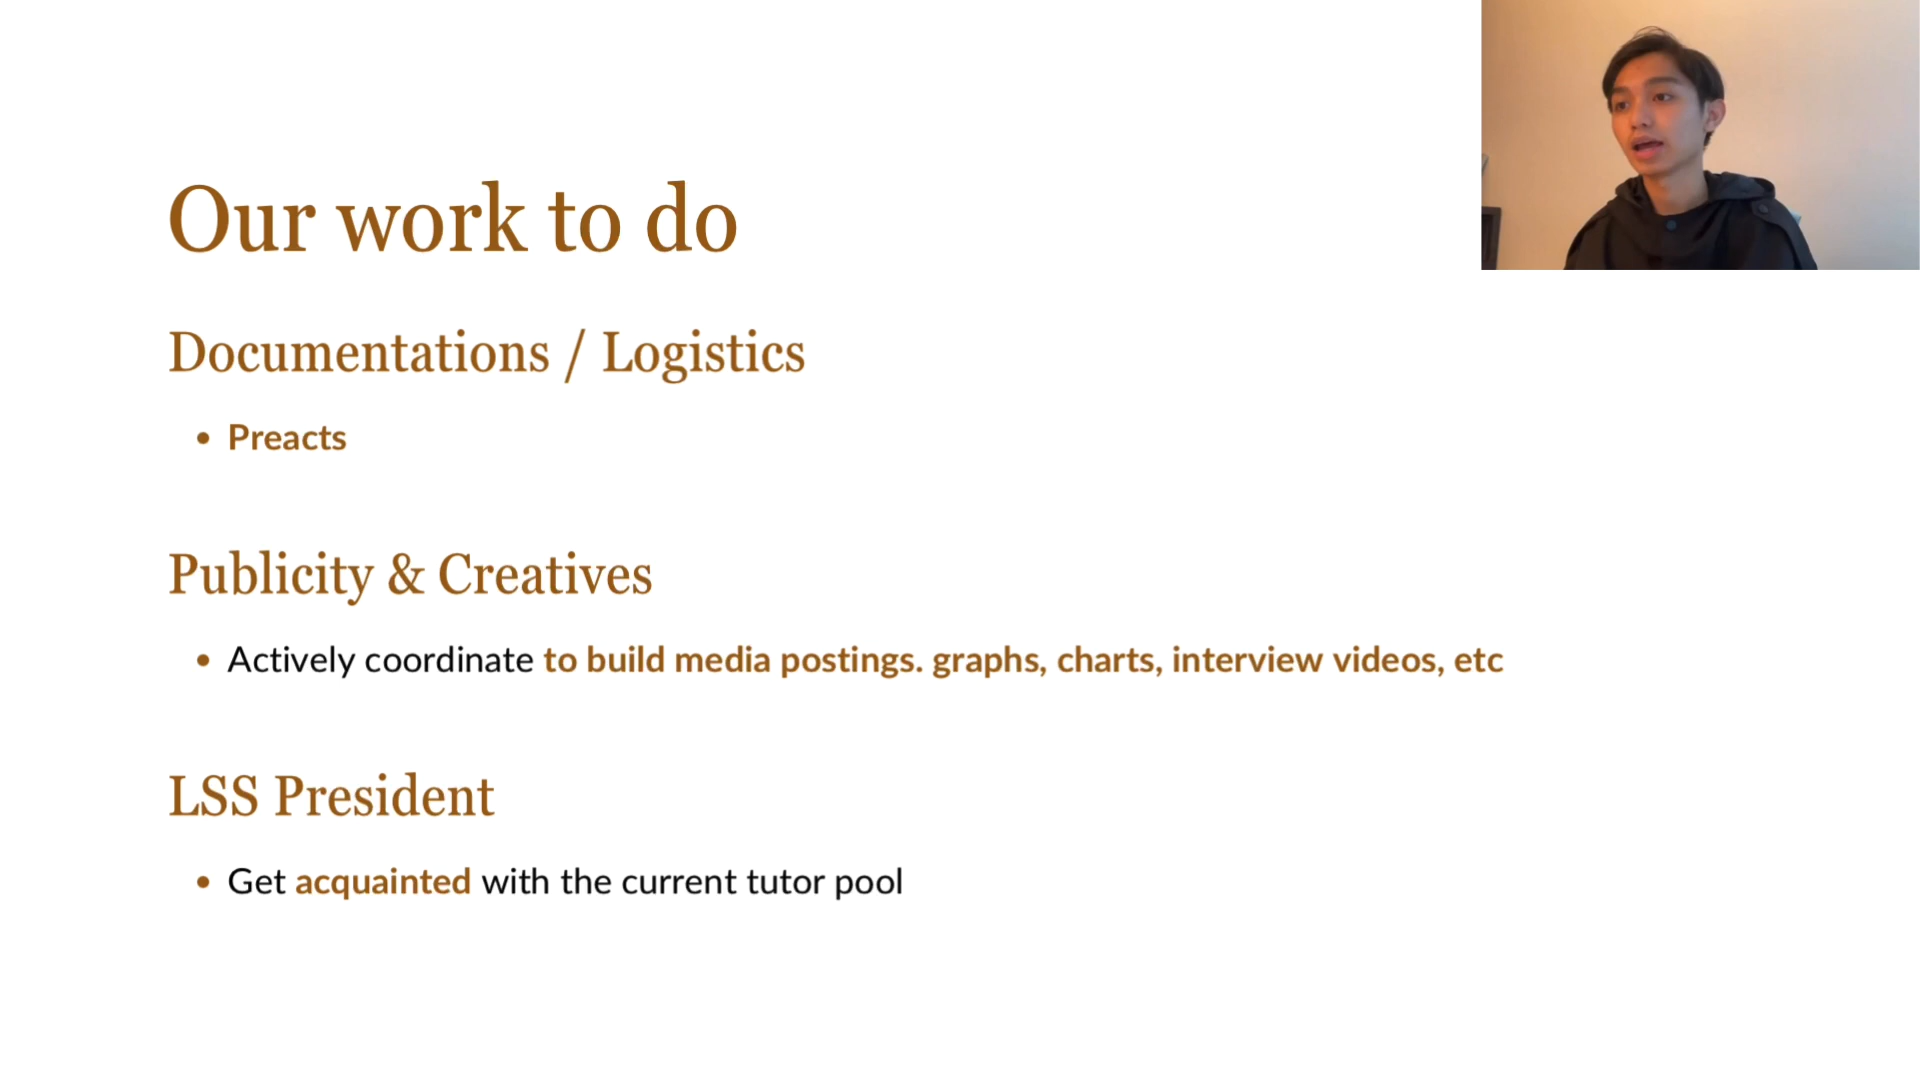 Our work to do
Documentations / Logistics
• Preacts
Publicity & Creatives
• Actively coordinate to build media postings. graphs, charts, interview videos, etc
LSS President
• Get acquainted with the current tutor pool